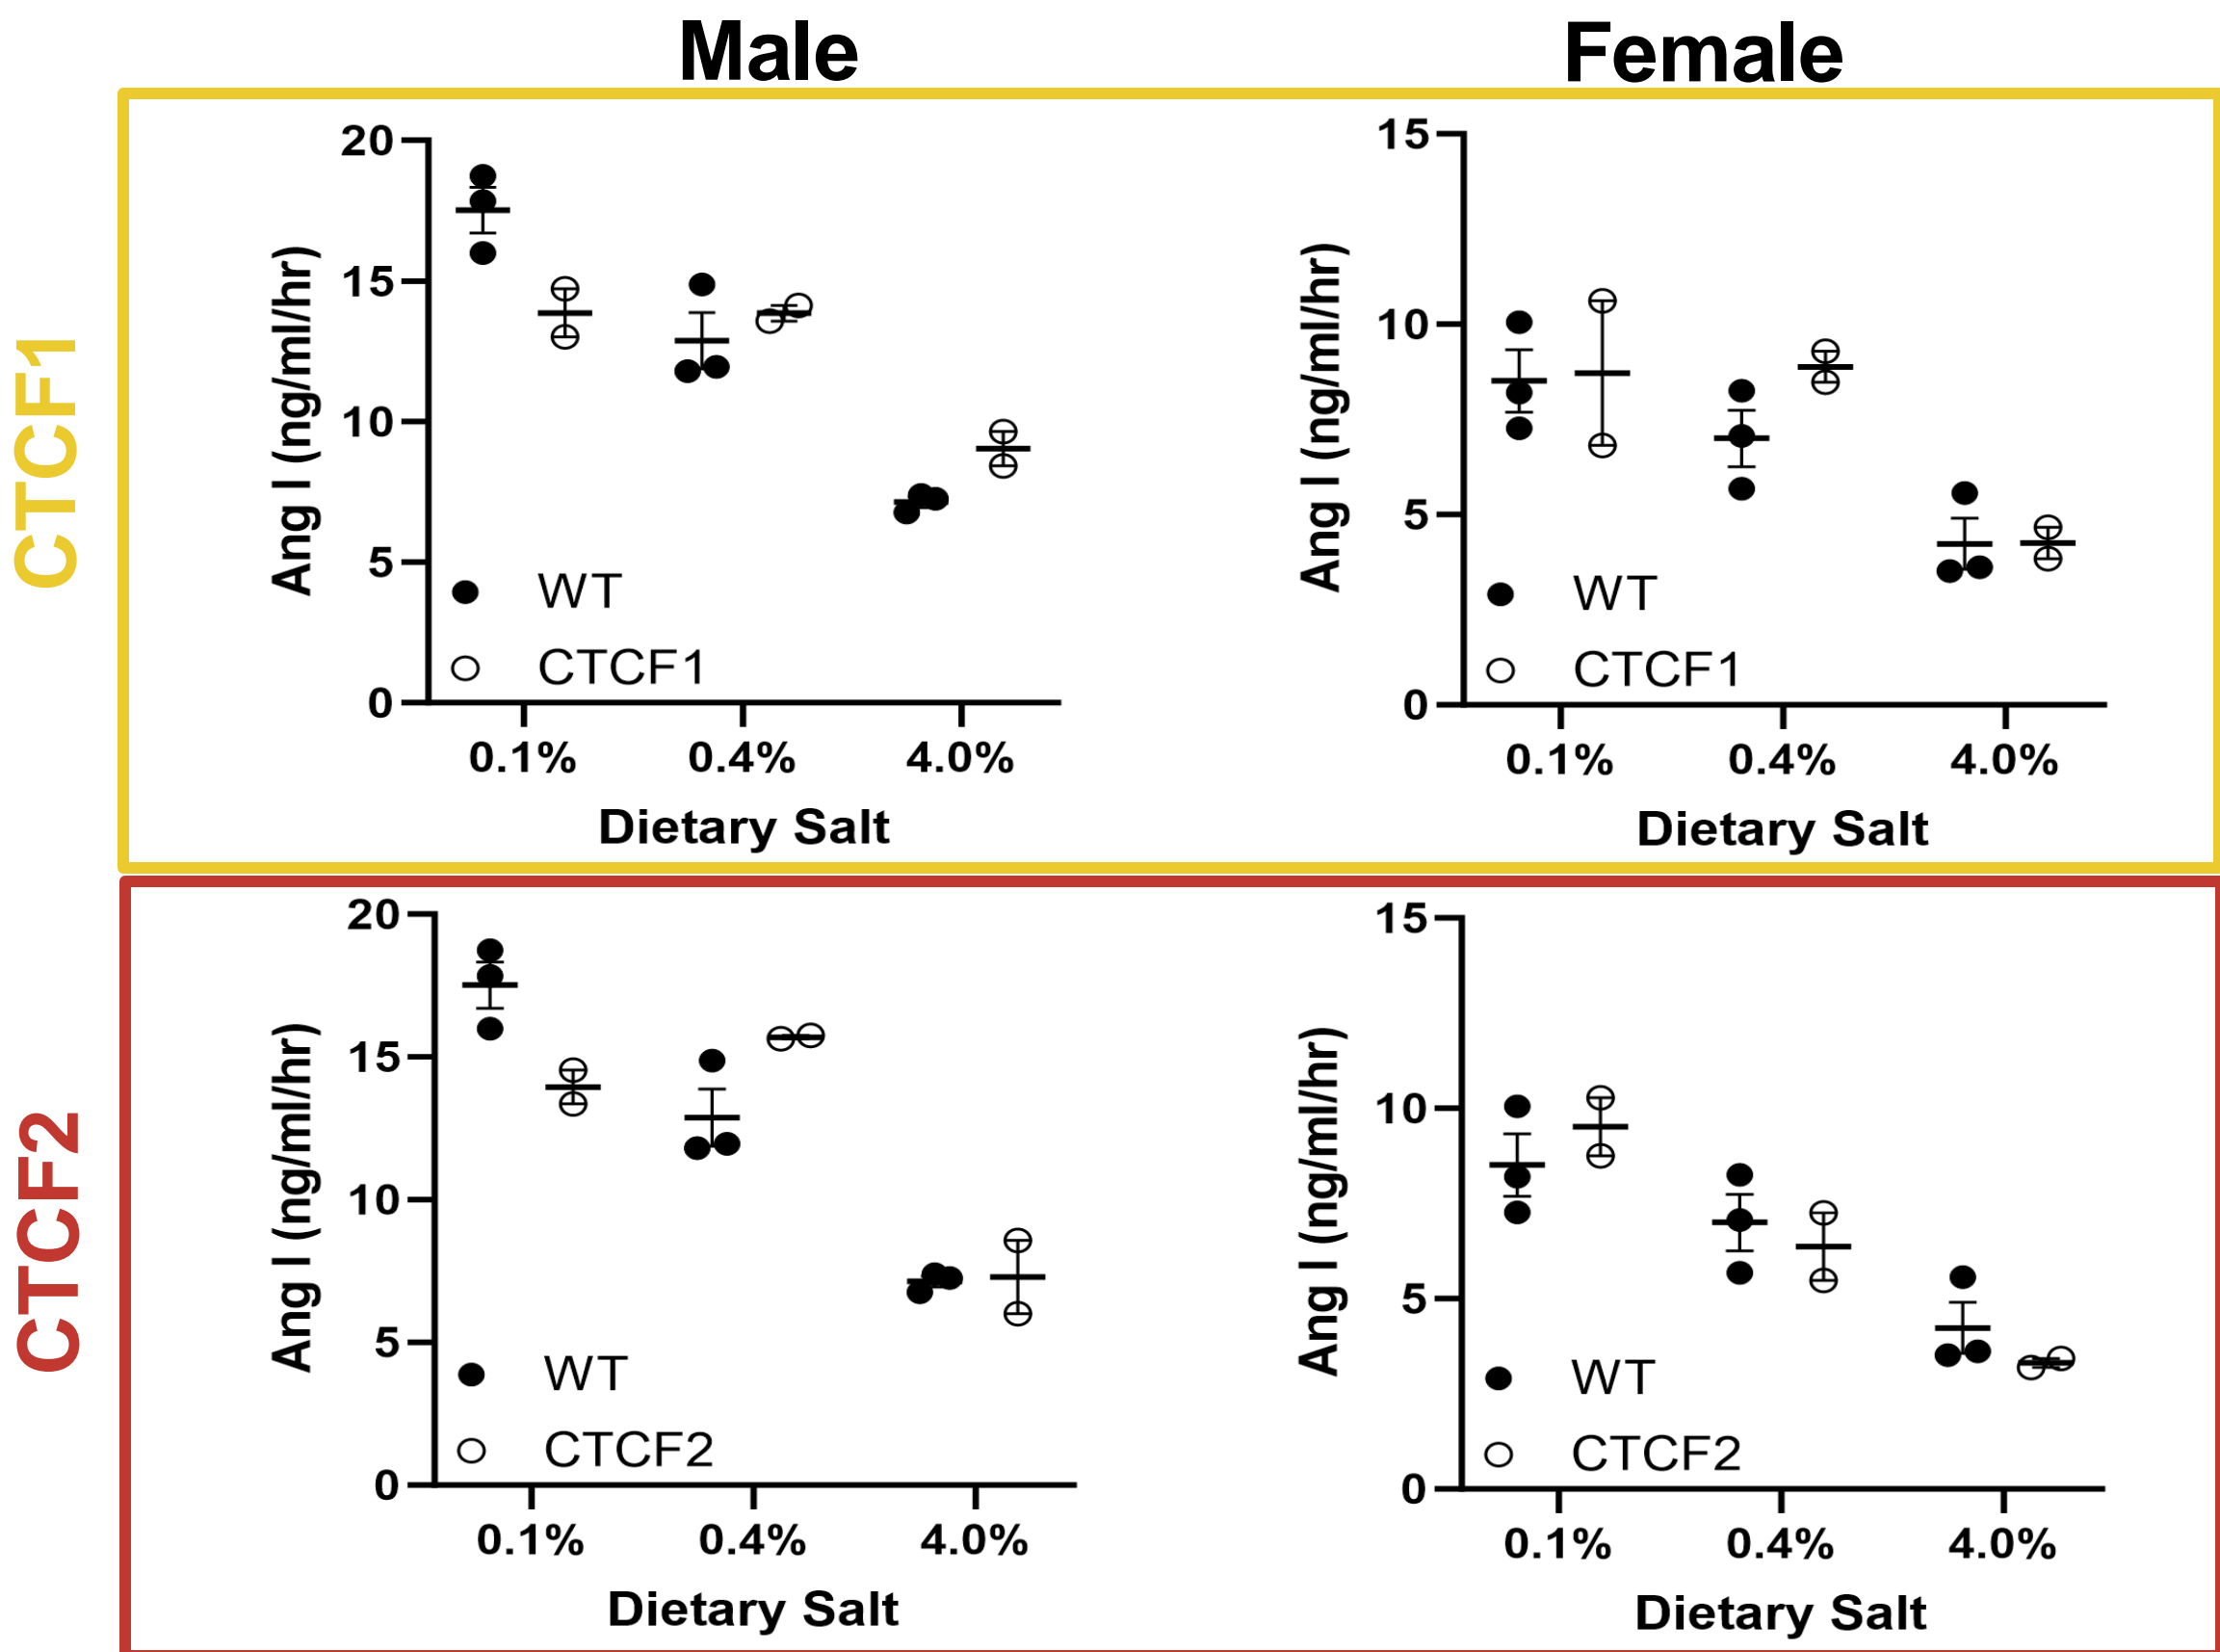 Male
Female
CTCF1
20
15
10
5
0
Ang I (ng/ml/hr)
WT
CTCF1
0.1% 0.4% 4.0%
Dietary Salt
15
10
5
0
Ang I (ng/ml/hr)
WT
CTCF1
0.1% 0.4% 4.0%
Dietary Salt
CTCF2
20
15
10
5
0
Ang I (ng/ml/hr)
WT
CTCF2
0.1% 0.4% 4.0%
Dietary Salt
15
10
5
0
Ang I (ng/ml/hr)
WT
CTCF2
0.1% 0.4% 4.0%
Dietary Salt